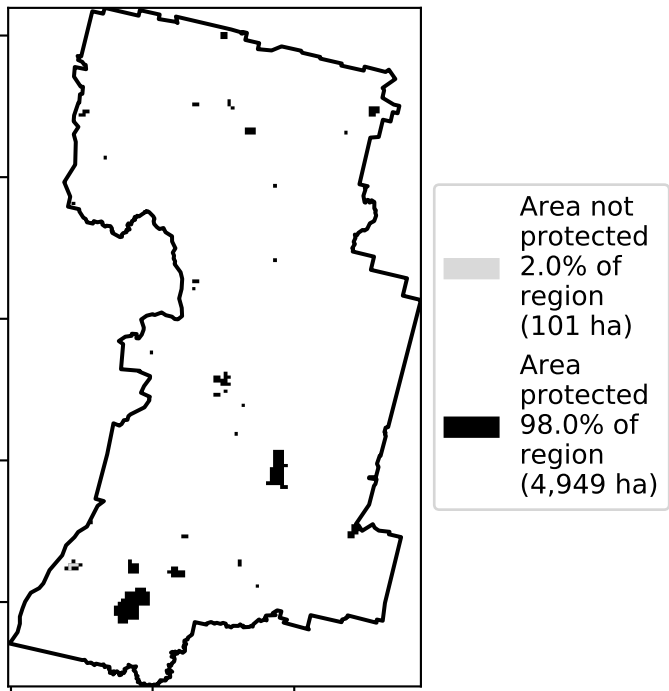 Area not
protected
2.0% of
region
(101 ha)
Area
protected
98.0% of
region
(4,949 ha)